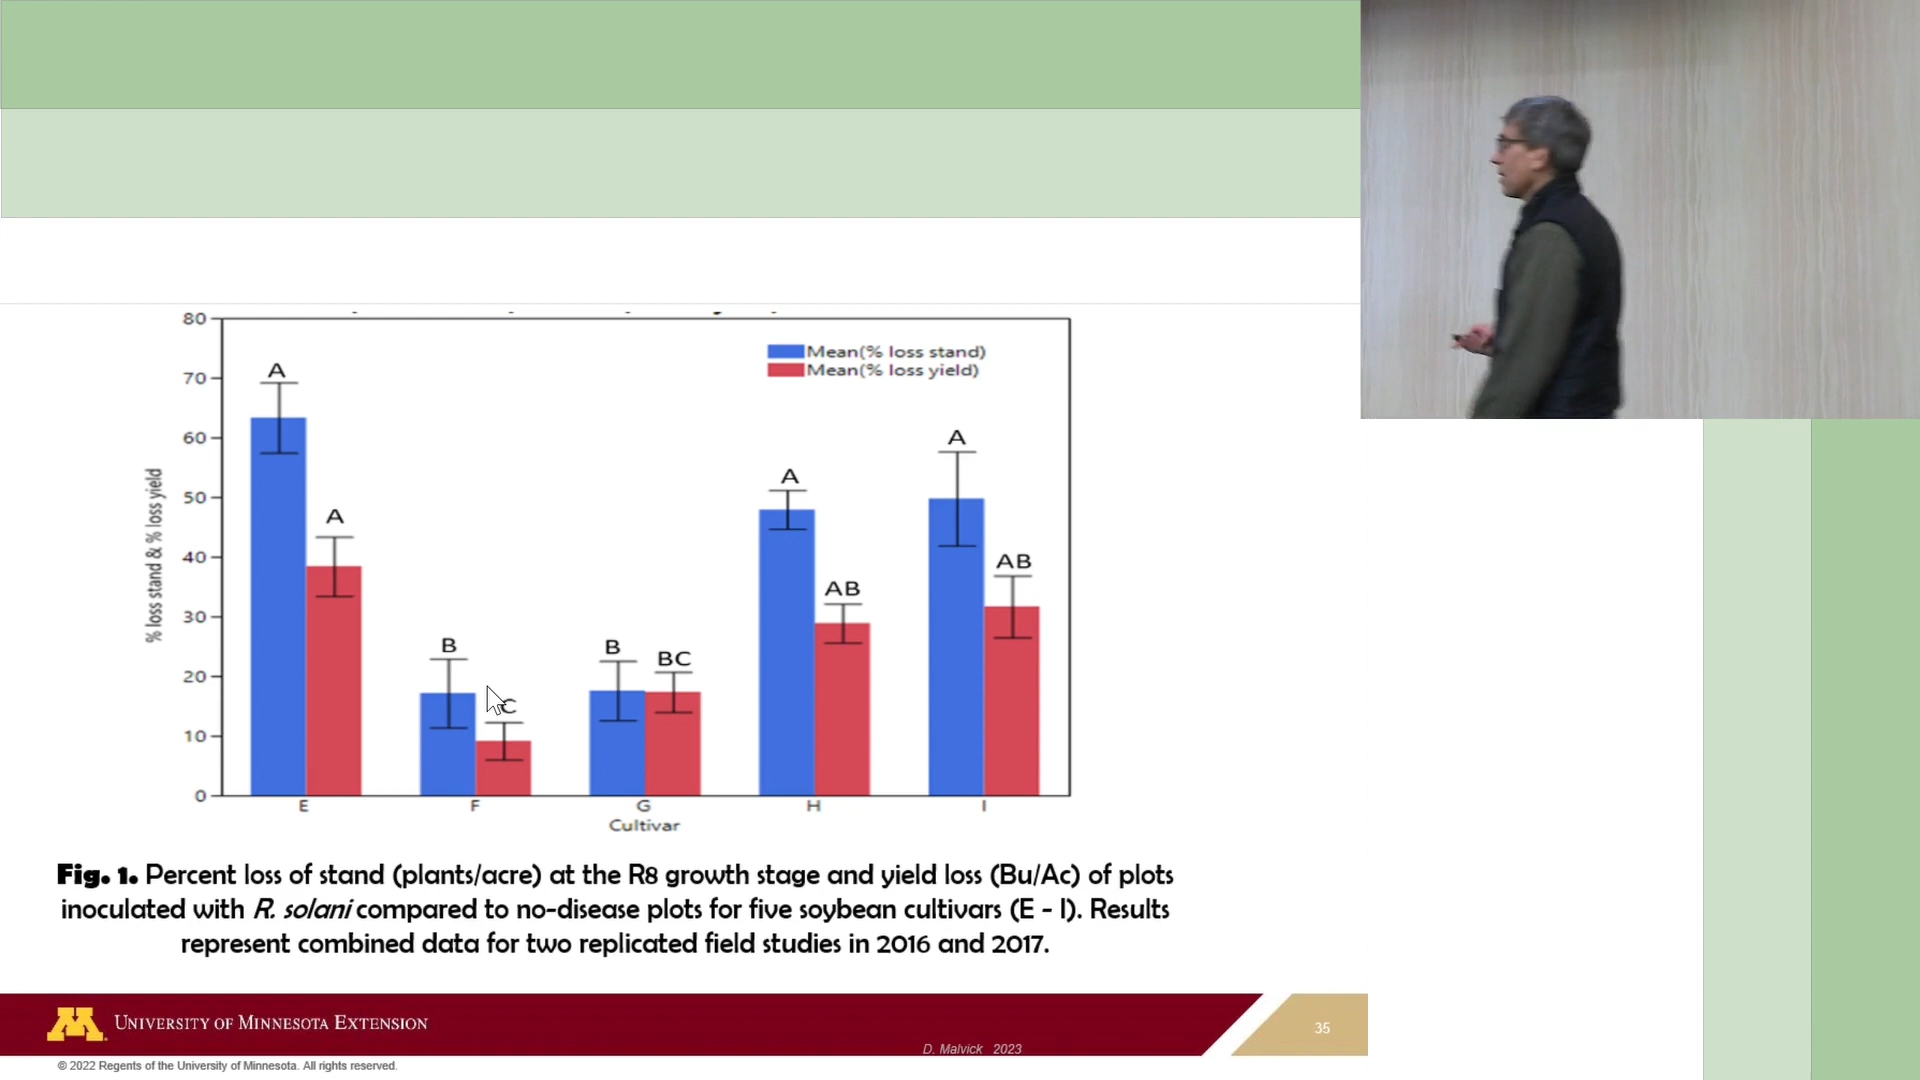 80
Mean(% loss stand)
Mean(% loss yield)
70
60
50
40
30
20
10
0
% loss stand & % loss yield
A
A
B
C
B
BC
A
AB
A
AB
E F G H I
Cultivar
Fig. 1. Percent loss of stand (plants/acre) at the R8 growth stage and yield loss (Bu/Ac) of plots
inoculated with R. solani compared to no-disease plots for five soybean cultivars (E - I). Results
represent combined data for two replicated field studies in 2016 and 2017.
M
UNIVERSITY OF MINNESOTA EXTENSION
35
D. Malvick 2023
© 2022 Regents of the University of Minnesota. All rights reserved.